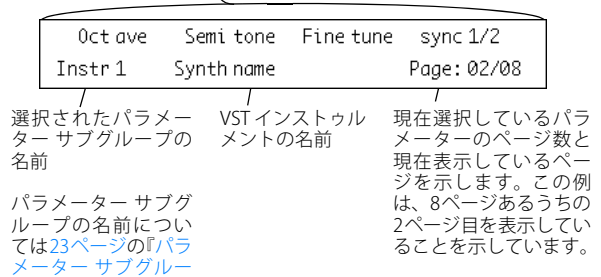 Oct ave Semi tone Fine tune sync 1/2
Instr 1 Synth name Page: 02/08
選択されたパラメー
ター サブグループの
名前
パラメーター サブグ
ループの名前につい
ては23ページの『パラ
メーター サブグルー
VST インストゥル
メントの名前
現在選択しているパラ
メーターのページ数と
現在表示しているペー
ジを示します。この例
は、8ページあるうちの
2ページ目を表示してい
ることを示しています。